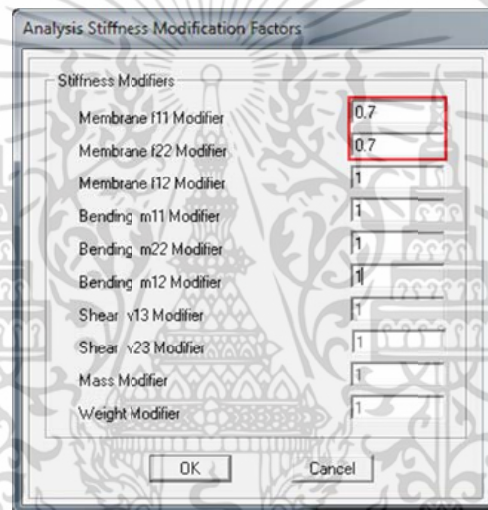 Analysis Stiffness Modification Factors
Stiffness Modifiers
Membrane f11 Modifier 0.7
Membrane f22 Modifier 0.7
Membrane f12 Modifier 1
Bending m11 Modifier 1
Bending m22 Modifier 1
Bending m12 Modifier 1
Shear v13 Modifier 1
Shear v23 Modifier 1
Mass Modifier 1
Weight Modifier 1
OK Cancel